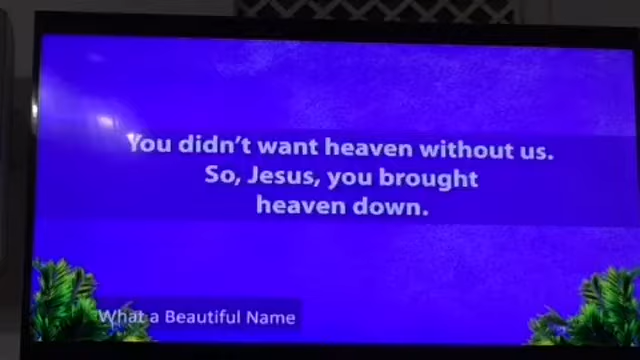 You didn't want heaven without us.
So, Jesus, you brought
heaven down.
What a Beautiful Name